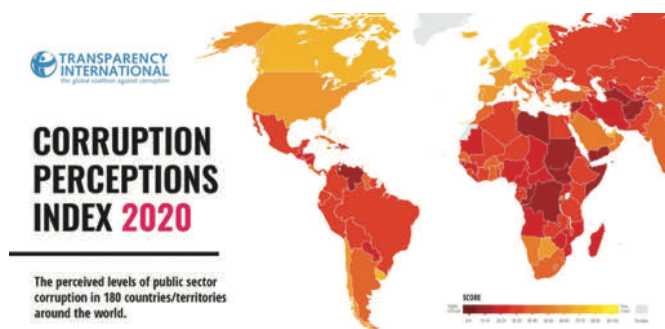 TRANSPARENCY
INTERNATIONAL
the global coalition against corruption
CORRUPTION
PERCEPTIONS
INDEX 2020
The perceived levels of public sector
corruption in 180 countries/territories
around the world.
SCORE